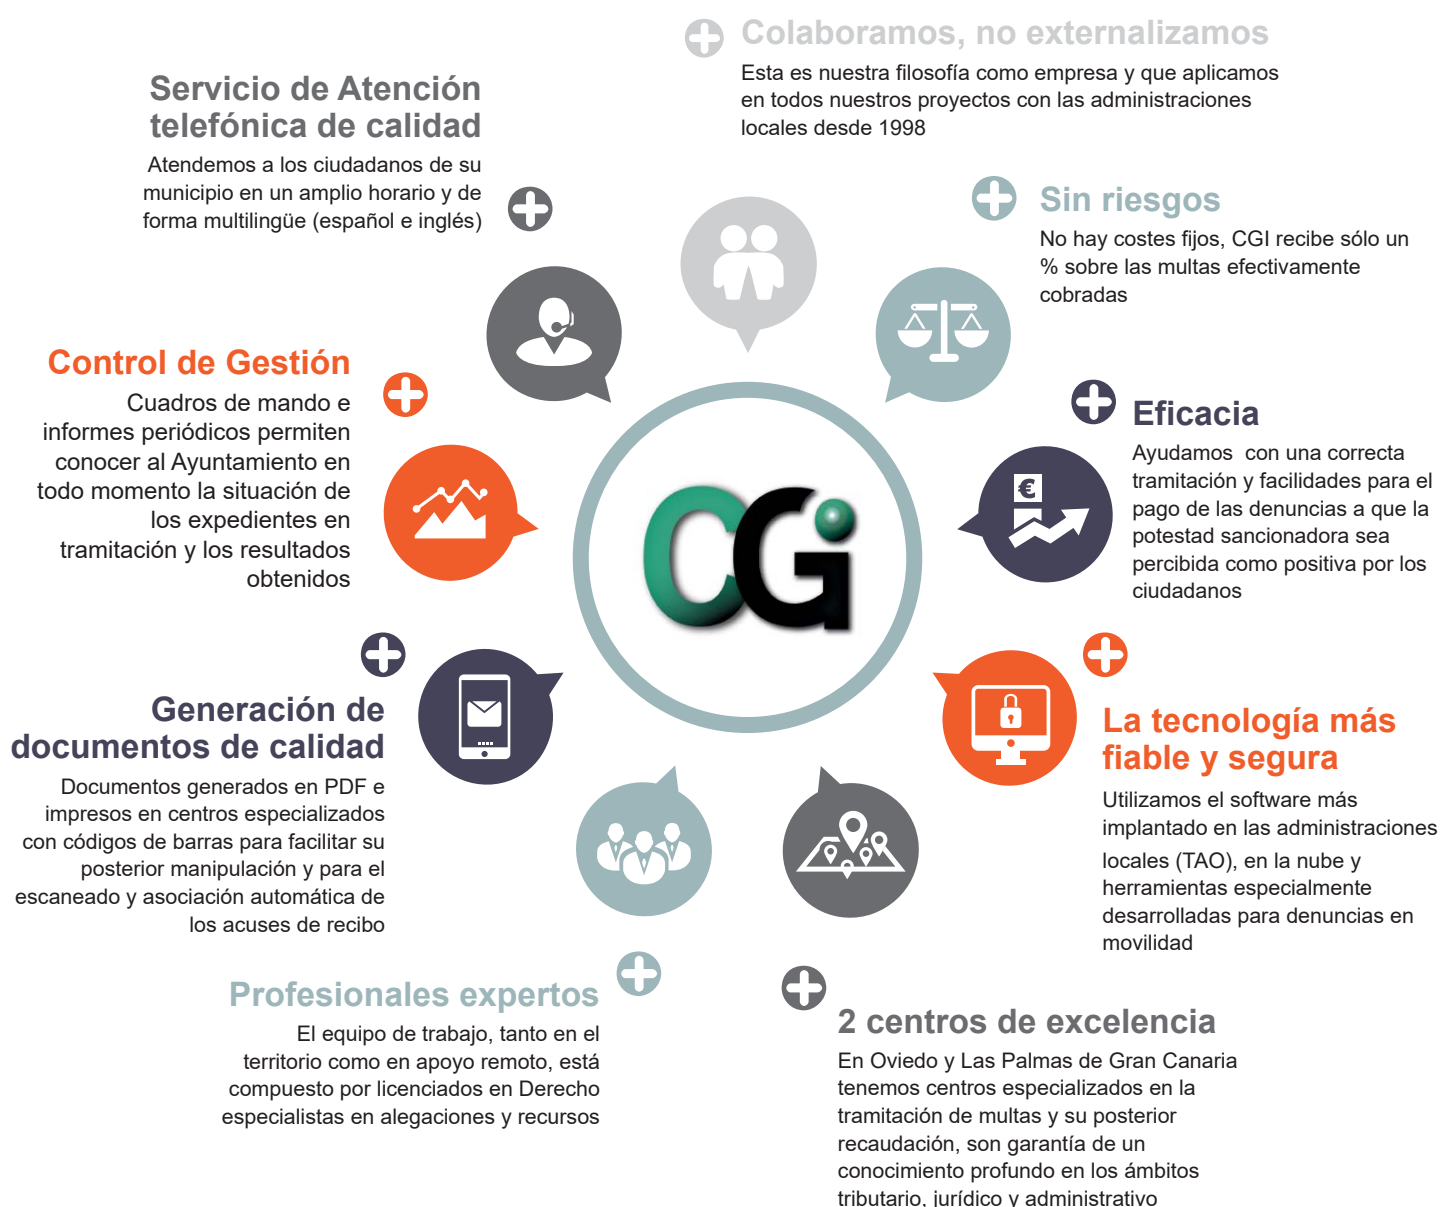 Colaboramos, no externalizamos
Esta es nuestra filosofía como empresa y que aplicamos
en todos nuestros proyectos con las administraciones
locales desde 1998
Servicio de Atención
telefónica de calidad
Atendemos a los ciudadanos de su
municipio en un amplio horario y de
forma multilingüe (español e inglés)
Sin riesgos
No hay costes fijos, CGI recibe sólo un
% sobre las multas efectivamente
cobradas
Control de Gestión
Cuadros de mando e
informes periódicos permiten
conocer al Ayuntamiento en
todo momento la situación de
los expedientes en
tramitación y los resultados
obtenidos
Eficacia
Ayudamos  con una correcta
tramitación y facilidades para el
pago de las denuncias a que la
potestad sancionadora sea
percibida como positiva por los
ciudadanos
€
CGi
Generación de
documentos de calidad
Documentos generados en PDF e
impresos en centros especializados
con códigos de barras para facilitar su
posterior manipulación y para el
escaneado y asociación automática de
los acuses de recibo
La tecnología más
fiable y segura
Utilizamos el software más
implantado en las administraciones
locales (TAO), en la nube y
herramientas especialmente
desarrolladas para denuncias en
movilidad
Profesionales expertos
El equipo de trabajo, tanto en el
territorio como en apoyo remoto, está
compuesto por licenciados en Derecho
especialistas en alegaciones y recursos
2 centros de excelencia
En Oviedo y Las Palmas de Gran Canaria
tenemos centros especializados en la
tramitación de multas y su posterior
recaudación, son garantía de un
conocimiento profundo en los ámbitos
tributario, jurídico y administrativo